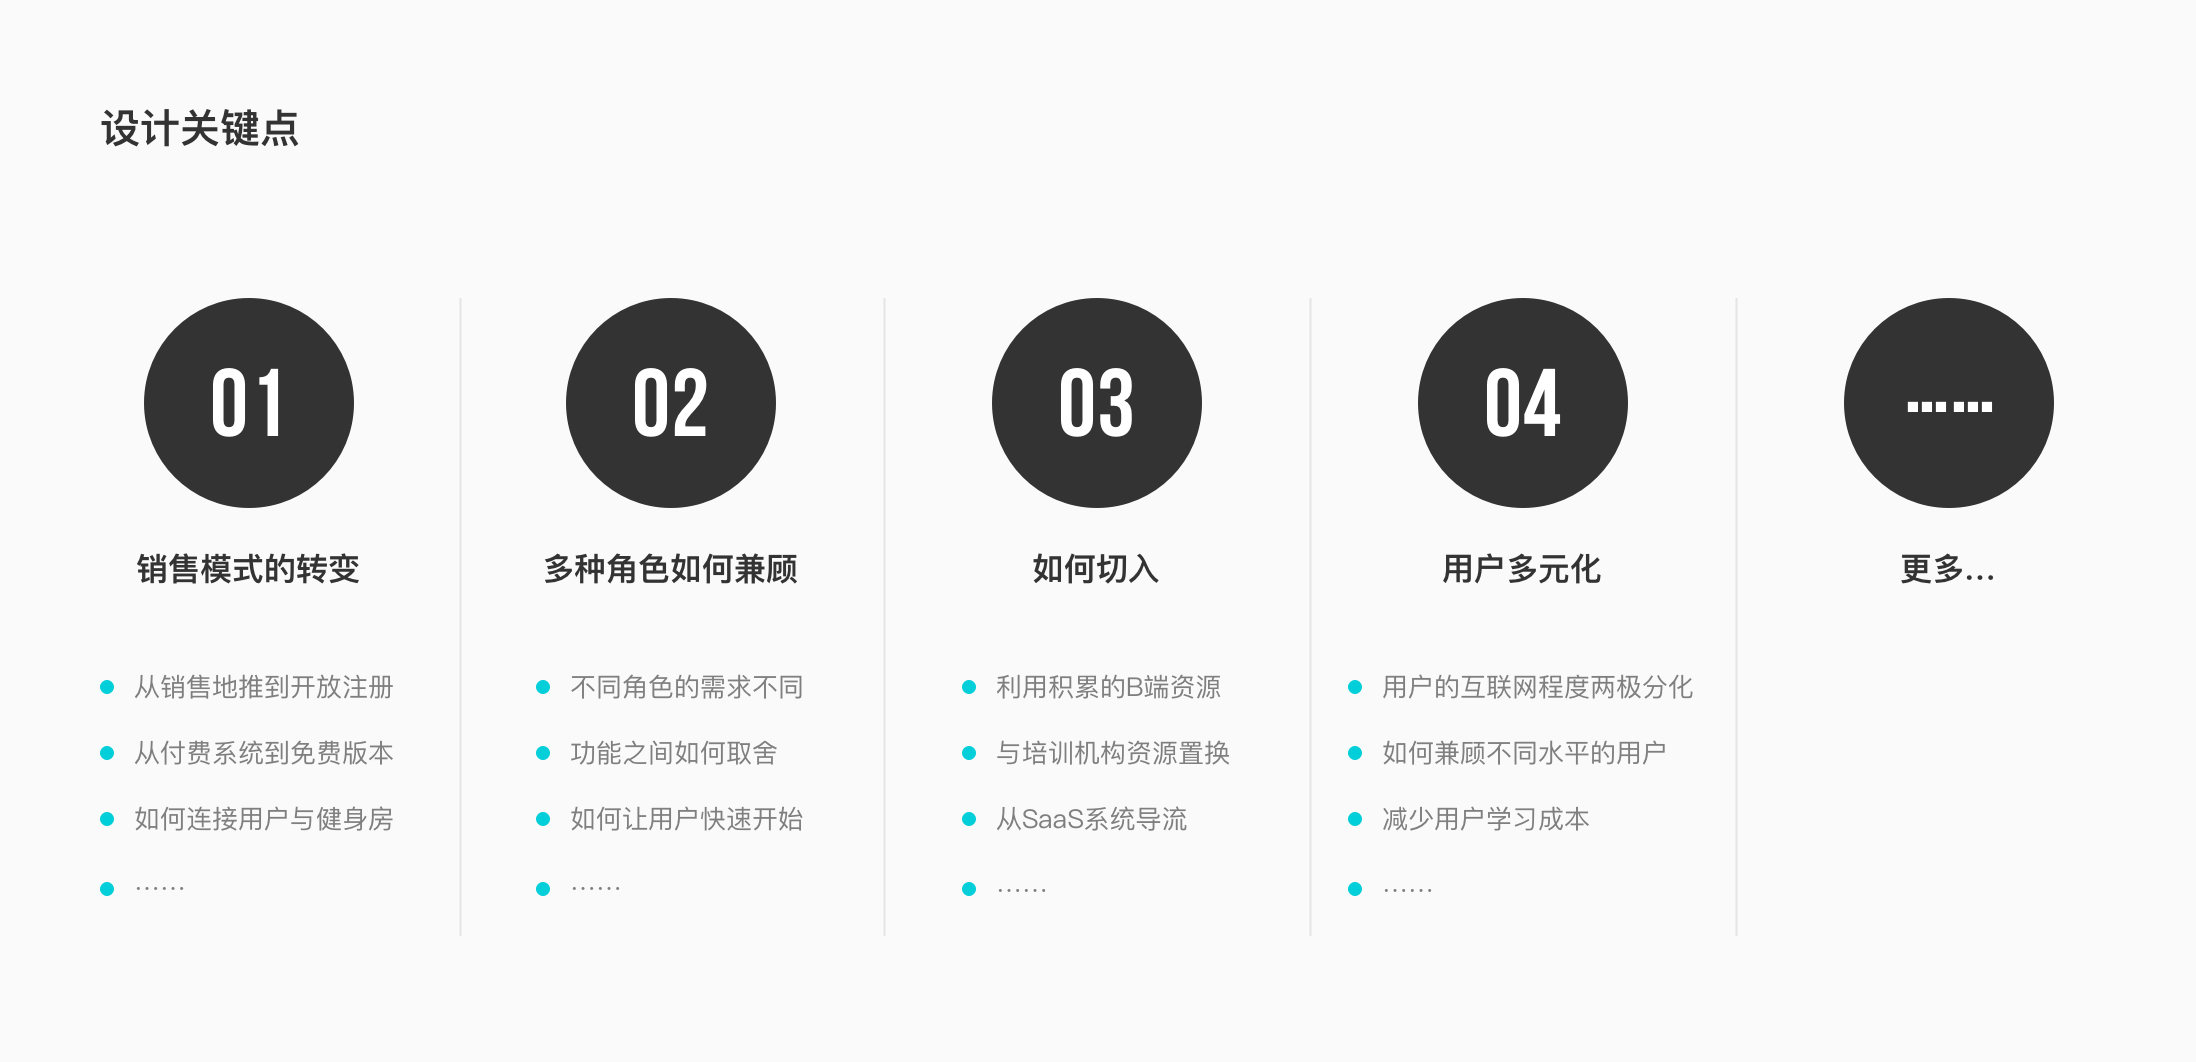 设计关键点
01
销售模式的转变
从销售地推到开放注册
从付费系统到免费版本
如何连接用户与健身房
……
02
多种角色如何兼顾
不同角色的需求不同
功能之间如何取舍
如何让用户快速开始
……
03
如何切入
利用积累的B端资源
与培训机构资源置换
从SaaS系统导流
……
04
用户多元化
用户的互联网程度两极分化
如何兼顾不同水平的用户
减少用户学习成本
……
……
更多...